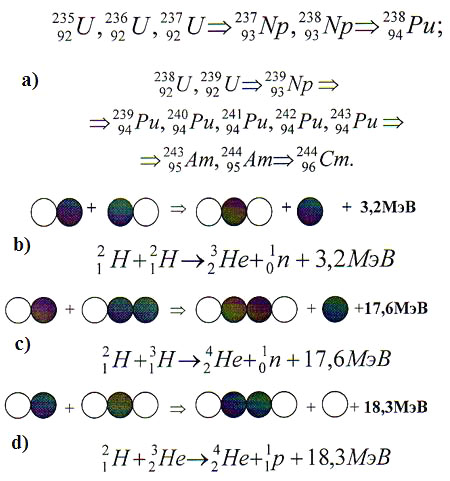 ²³⁵₉₂U, ²³⁶₉₂U, ²³⁷₉₂U ⇒ ²³⁷₉₃Np, ²³⁸₉₃Np ⇒ ²³⁸₉₄Pu;
a)
²³⁸₉₂U, ²³⁹₉₂U ⇒ ²³⁹₉₃Np ⇒
⇒ ²³⁹₉₄Pu, ²⁴⁰₉₄Pu, ²⁴¹₉₄Pu, ²⁴²₉₄Pu, ²⁴³₉₄Pu ⇒
⇒ ²⁴³₉₅Am, ²⁴⁴₉₅Am ⇒ ²⁴⁴₉₆Cm.
+ ⇒ + + 3,2МэВ
b) ²₁H + ²₁H → ³₂He + ¹₀n + 3,2МэВ
+ ⇒ + +17,6МэВ
c) ²₁H + ³₁H → ⁴₂He + ¹₀n + 17,6МэВ
+ ⇒ + + 18,3МэВ
d) ²₁H + ³₂He → ⁴₂He + ¹₁p + 18,3МэВ